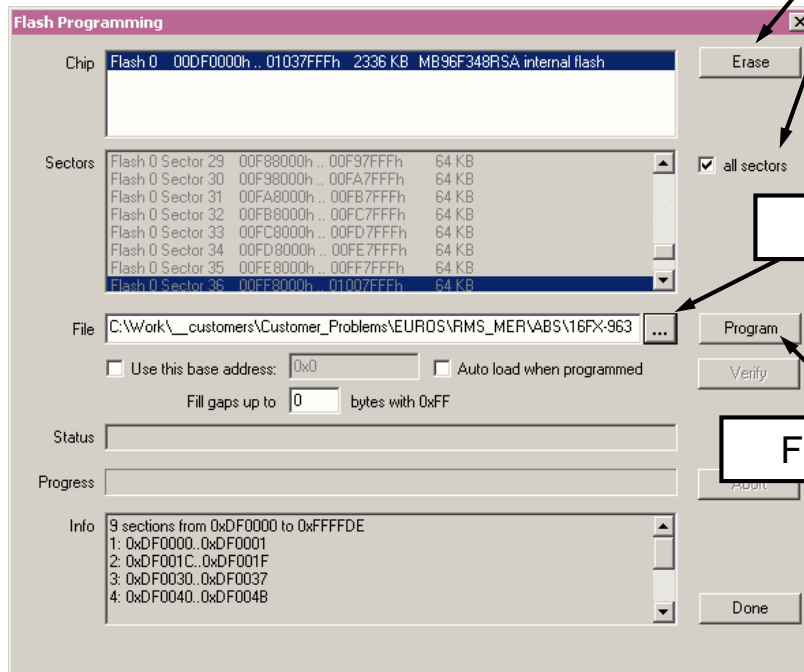 Flash Programming
Chip
Flash 0 00DF0000h .. 01037FFFh 2336 KB MB96F348RSA internal flash
Erase
Sectors
Flash 0 Sector 29 00F88000h .. 00F97FFFh 64 KB
Flash 0 Sector 30 00F98000h .. 00FA7FFFh 64 KB
Flash 0 Sector 31 00FA8000h .. 00FB7FFFh 64 KB
Flash 0 Sector 32 00FB8000h .. 00FC7FFFh 64 KB
Flash 0 Sector 33 00FC8000h .. 00FD7FFFh 64 KB
Flash 0 Sector 34 00FD8000h .. 00FE7FFFh 64 KB
Flash 0 Sector 35 00FE8000h .. 00FF7FFFh 64 KB
Flash 0 Sector 36 00FF8000h .. 01007FFFh 64 KB
all sectors
File
C:\Work\__customers\Customer_Problems\EUROS\RMS_MER\ABS\16FX-963
...
Program
Use this base address: 0x0
Auto load when programmed
Verify
Fill gaps up to 0 bytes with 0xFF
Status
F
Progress
Abort
Info
9 sections from 0xDF0000 to 0xFFFFDE
1: 0xDF0000..0xDF0001
2: 0xDF001C..0xDF001F
3: 0xDF0030..0xDF0037
4: 0xDF0040..0xDF004B
Done